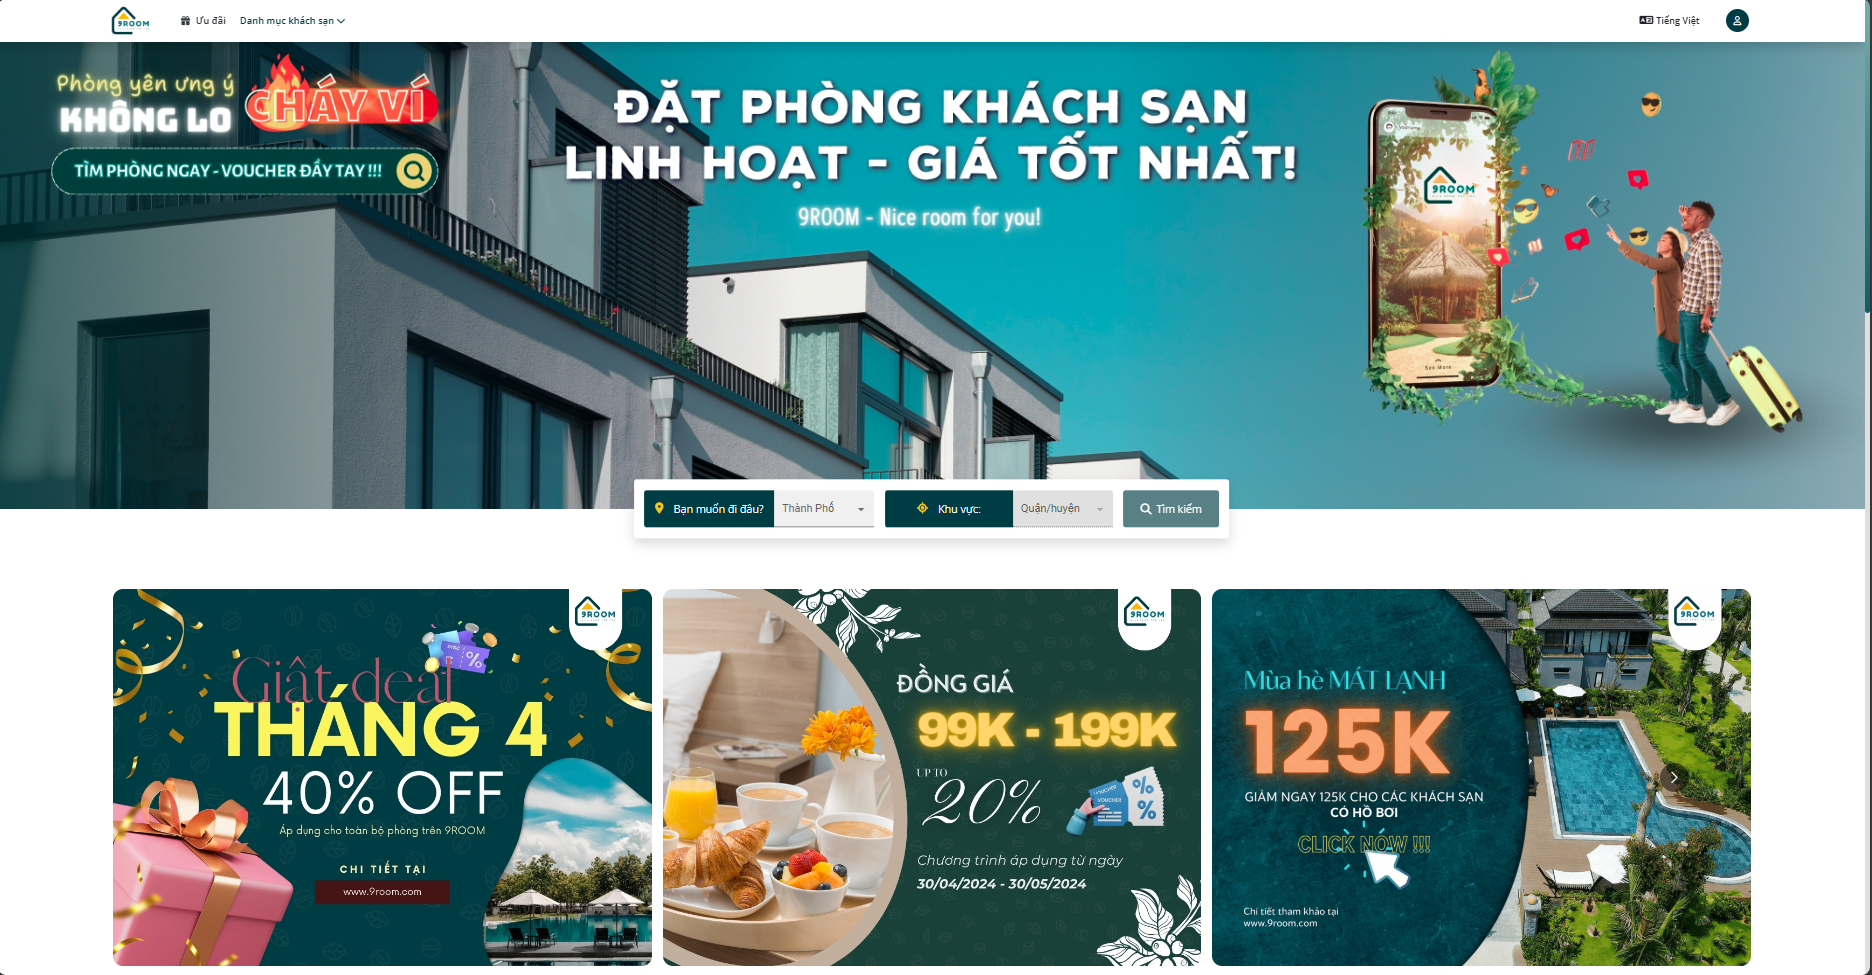 9ROOM
Ưu đãi
Danh mục khách sạn
Tiếng Việt
Phòng yên ưng ý
KHÔNG LO
CHÁY VÍ
TÌM PHÒNG NGAY - VOUCHER ĐẦY TAY !!!
ĐẶT PHÒNG KHÁCH SẠN
LINH HOẠT - GIÁ TỐT NHẤT!
9ROOM - Nice room for you!
9ROOM
See More
Bạn muốn đi đâu?
Thành Phố
Khu vực:
Quận/huyện
Tìm kiếm
9ROOM
Giật deal
THÁNG 4
40% OFF
Áp dụng cho toàn bộ phòng trên 9ROOM
CHI TIẾT TẠI
www.9room.com
9ROOM
ĐỒNG GIÁ
99K - 199K
UP TO
20%
VOUCHER
Chương trình áp dụng từ ngày
30/04/2024 - 30/05/2024
9ROOM
Mùa hè MÁT LẠNH
125K
GIẢM NGAY 125K CHO CÁC KHÁCH SẠN
CÓ HỒ BƠI
CLICK NOW !!!
Chi tiết tham khảo tại
www.9room.com